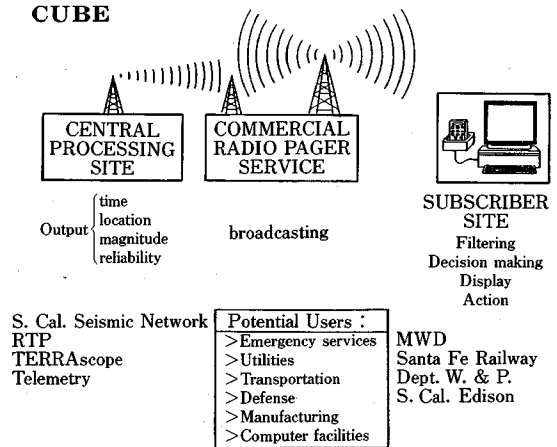 CUBE
CENTRAL
PROCESSING
SITE
COMMERCIAL
RADIO PAGER
SERVICE
Output
time
location
magnitude
reliability
broadcasting
SUBSCRIBER
SITE
Filtering
Decision making
Display
Action
S. Cal. Seismic Network
RTP
TERRAscope
Telemetry
Potential Users :
>Emergency services
>Utilities
>Transportation
>Defense
>Manufacturing
>Computer facilities
MWD
Santa Fe Railway
Dept. W. & P.
S. Cal. Edison